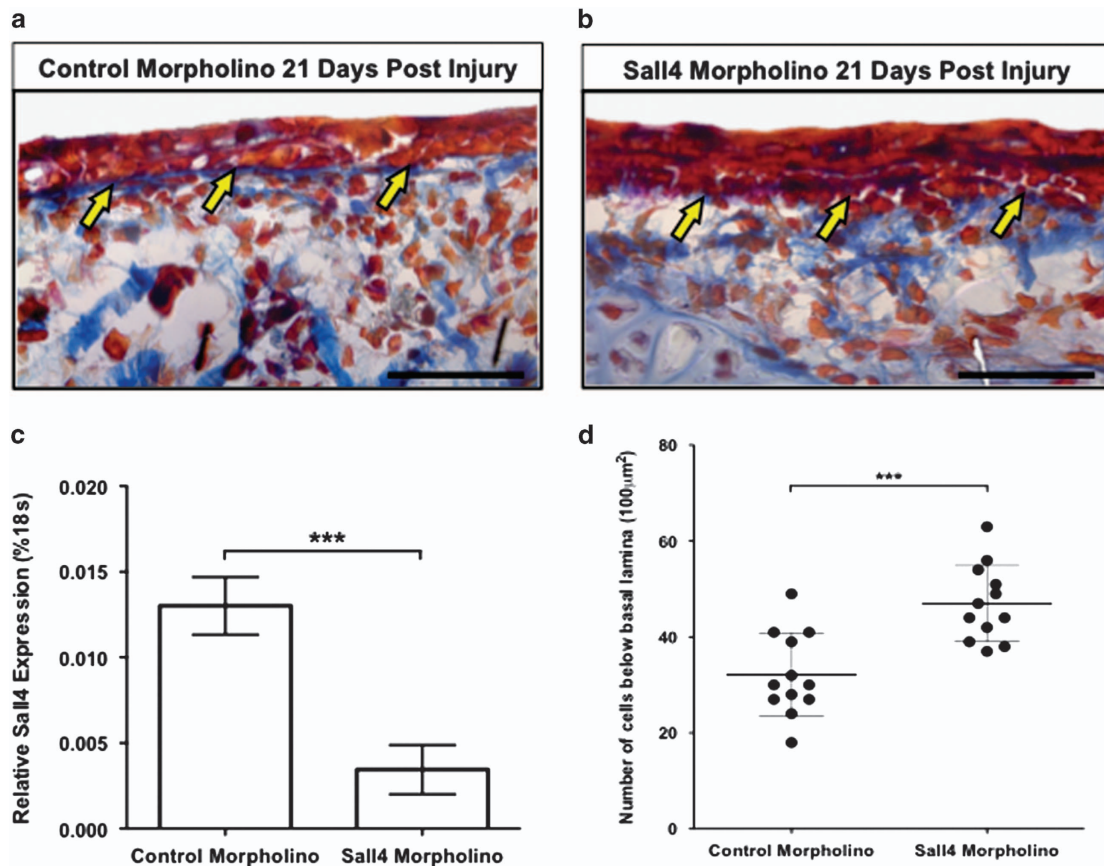 a
Control Morpholino 21 Days Post Injury
b
Sall4 Morpholino 21 Days Post Injury
c
Relative Sall4 Expression (%18s)
0.020
0.015
0.010
0.005
0.000
***
Control Morpholino Sall4 Morpholino
d
Number of cells below basal lamina (100µm²)
80
60
40
20
0
***
Control Morpholino Sall4 Morpholino